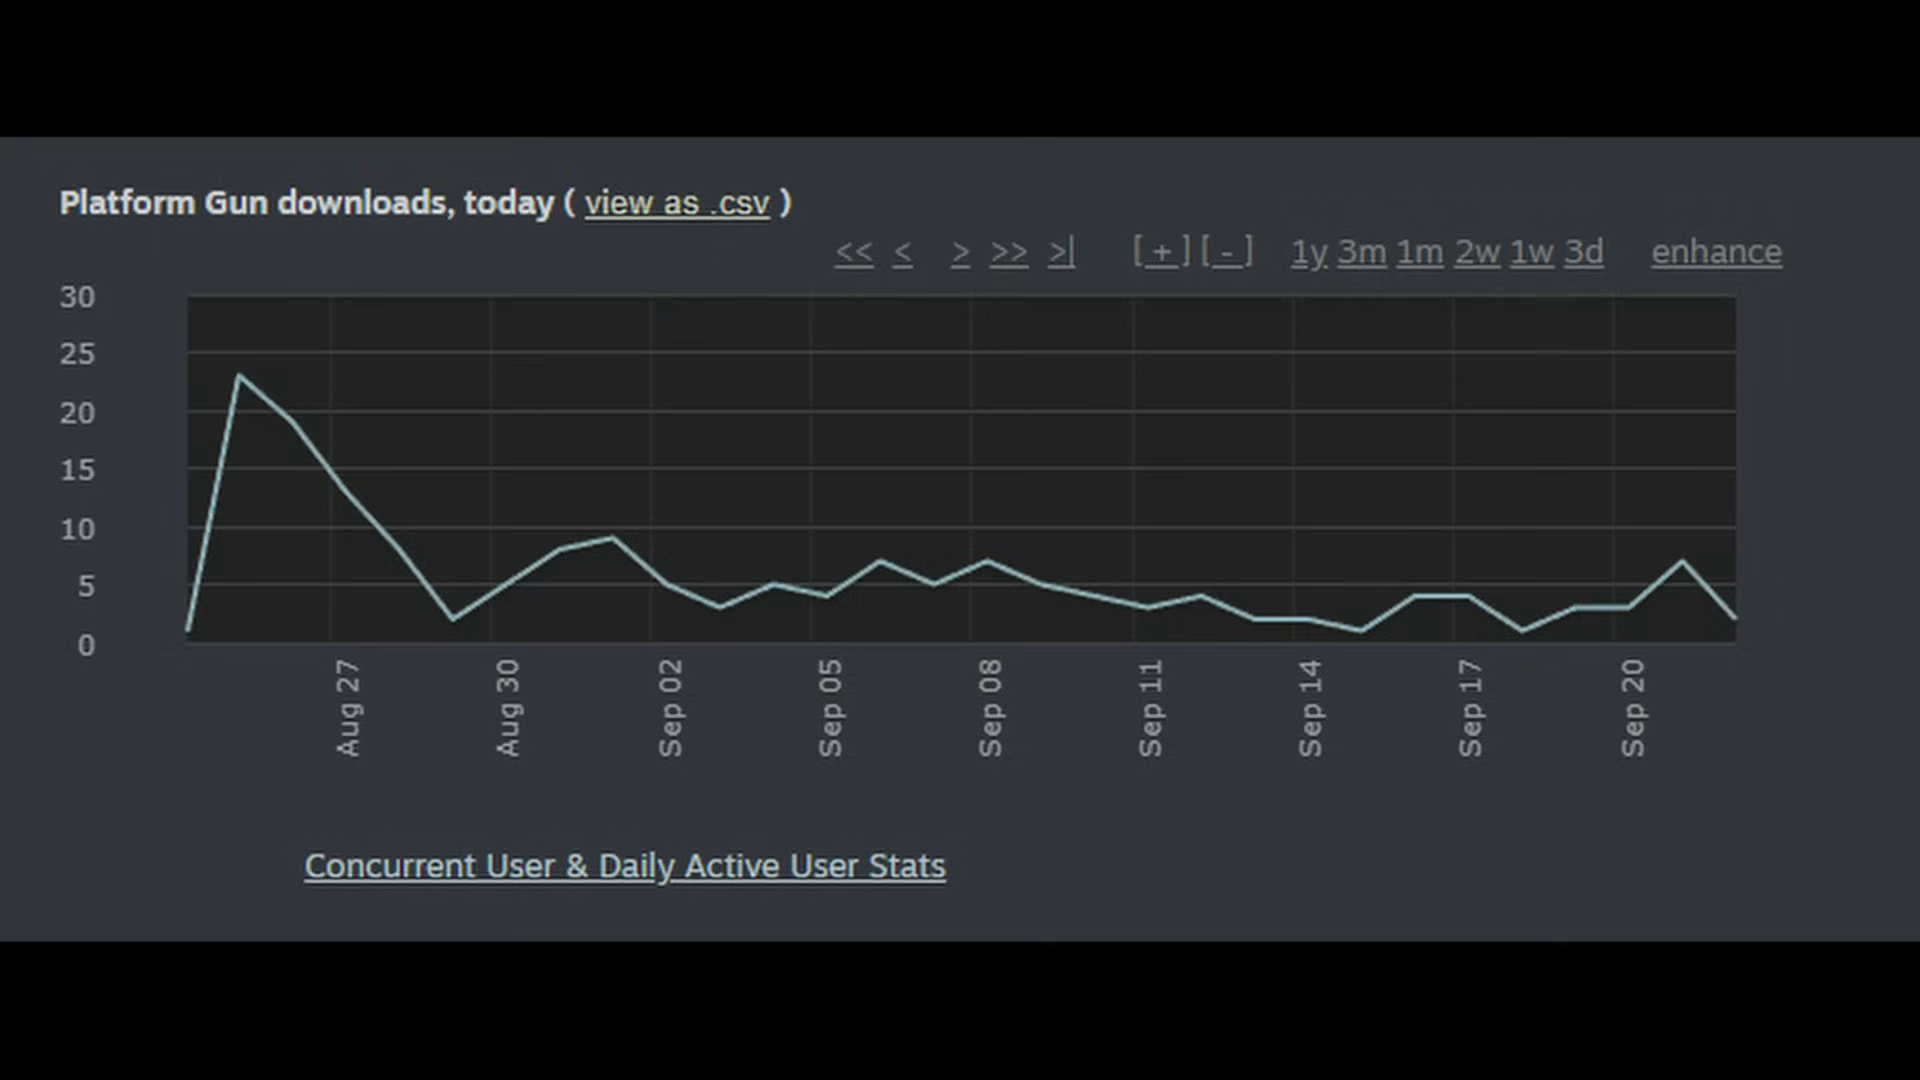 Platform Gun downloads, today ( view as .csv )
<< < > >> >| [ + ] [ - ] 1y 3m 1m 2w 1w 3d enhance
30
25
20
15
10
5
0
Aug 27 Aug 30 Sep 02 Sep 05 Sep 08 Sep 11 Sep 14 Sep 17 Sep 20
Concurrent User & Daily Active User Stats